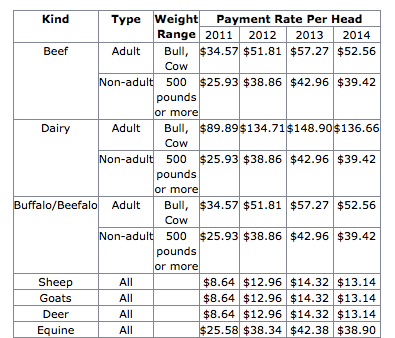 Kind Type Weight Range Payment Rate Per Head
2011 2012 2013 2014
Beef Adult Bull, Cow $34.57 $51.81 $57.27 $52.56
Non-adult 500 pounds or more $25.93 $38.86 $42.96 $39.42
Dairy Adult Bull, Cow $89.89 $134.71 $148.90 $136.66
Non-adult 500 pounds or more $25.93 $38.86 $42.96 $39.42
Buffalo/Beefalo Adult Bull, Cow $34.57 $51.81 $57.27 $52.56
Non-adult 500 pounds or more $25.93 $38.86 $42.96 $39.42
Sheep All $8.64 $12.96 $14.32 $13.14
Goats All $8.64 $12.96 $14.32 $13.14
Deer All $8.64 $12.96 $14.32 $13.14
Equine All $25.58 $38.34 $42.38 $38.90